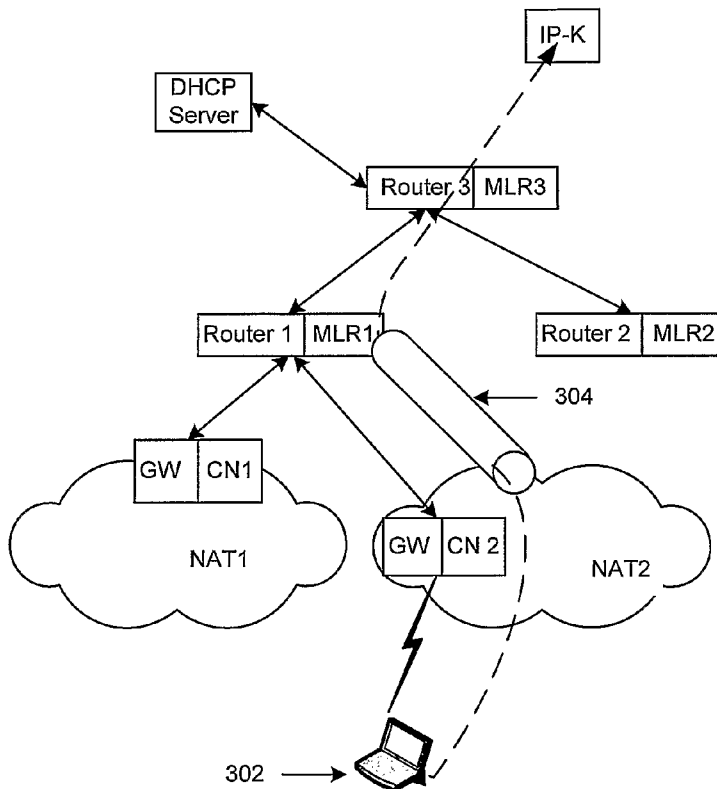 IP-K
DHCP
Server
Router 3 MLR3
Router 1 MLR1
Router 2 MLR2
304
GW CN1
NAT1
GW CN 2
NAT2
302